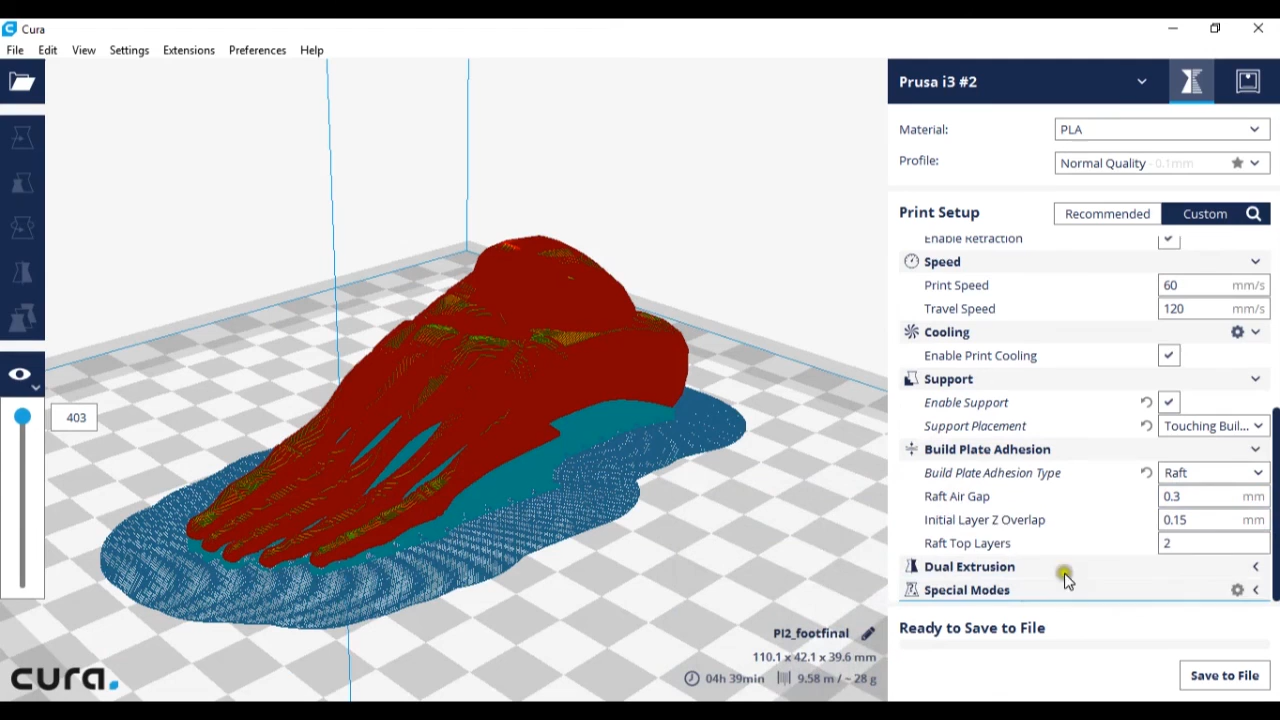 Cura
File Edit View Settings Extensions Preferences Help
Prusa i3 #2
Material: PLA
Profile: Normal Quality - 0.1mm
Print Setup Recommended Custom
Enable Retraction
Speed
Print Speed 60 mm/s
Travel Speed 120 mm/s
Cooling
Enable Print Cooling
Support
Enable Support
Support Placement Touching Buil...
Build Plate Adhesion
Build Plate Adhesion Type Raft
Raft Air Gap 0.3 mm
Initial Layer Z Overlap 0.15 mm
Raft Top Layers 2
Dual Extrusion
Special Modes
Ready to Save to File
Save to File
403
PI2_footfinal
110.1 x 42.1 x 39.6 mm
04h 39min 9.58 m / ~ 28 g
cura.